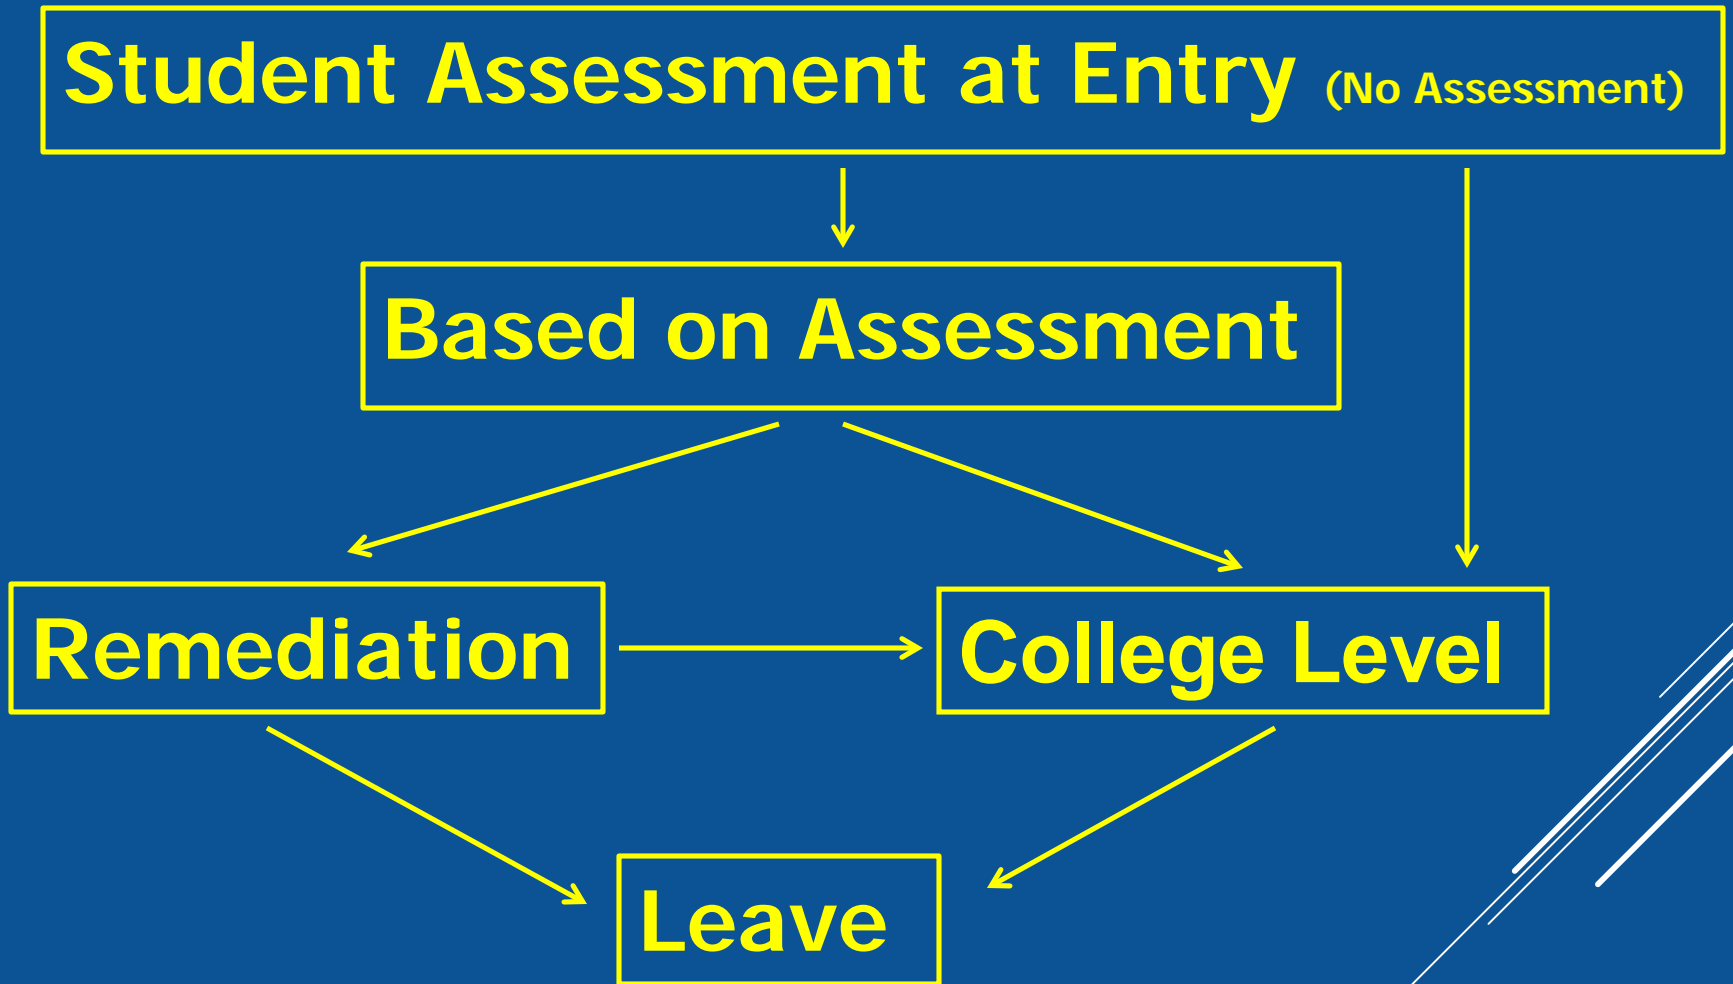 Student Assessment at Entry (No Assessment)
Based on Assessment
Remediation
College Level
Leave